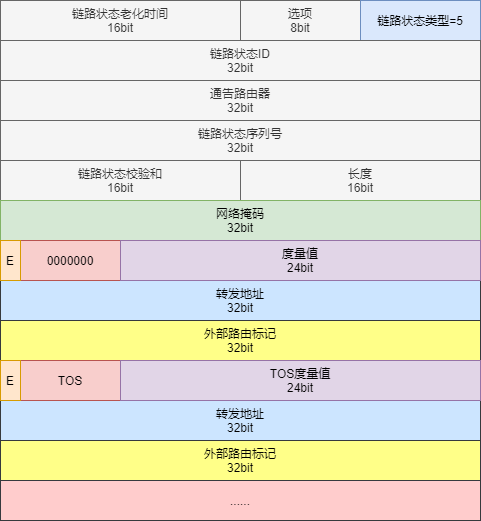 链路状态老化时间
16bit
选项
8bit
链路状态类型=5
链路状态ID
32bit
通告路由器
32bit
链路状态序列号
32bit
链路状态校验和
16bit
长度
16bit
网络掩码
32bit
E
0000000
度量值
24bit
转发地址
32bit
外部路由标记
32bit
E
TOS
TOS度量值
24bit
转发地址
32bit
外部路由标记
32bit
......